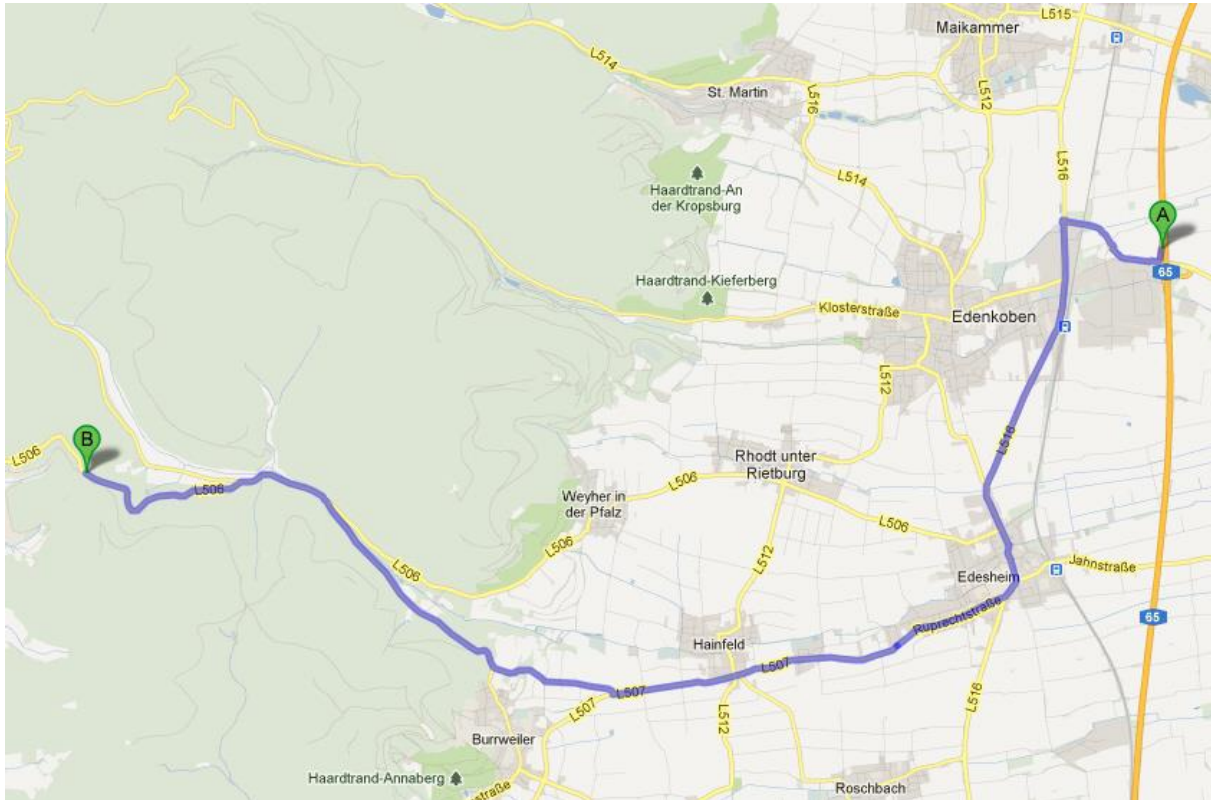 Maikammer
L515
L514
St. Martin
L516
L512
L516
Haardtrand-An
der Kropsburg
L514
A
65
Haardtrand-Kieferberg
Klosterstraße
Edenkoben
L512
B
L506
L516
Rhodt unter
Rietburg
L506
Weyher in
der Pfalz
L506
L506
L506
L506
L512
Edesheim
Jahnstraße
Ruprechtstraße
65
Hainfeld
L507
L507
L507
L516
L512
Burrweiler
Haardtrand-Annaberg
Roschbach